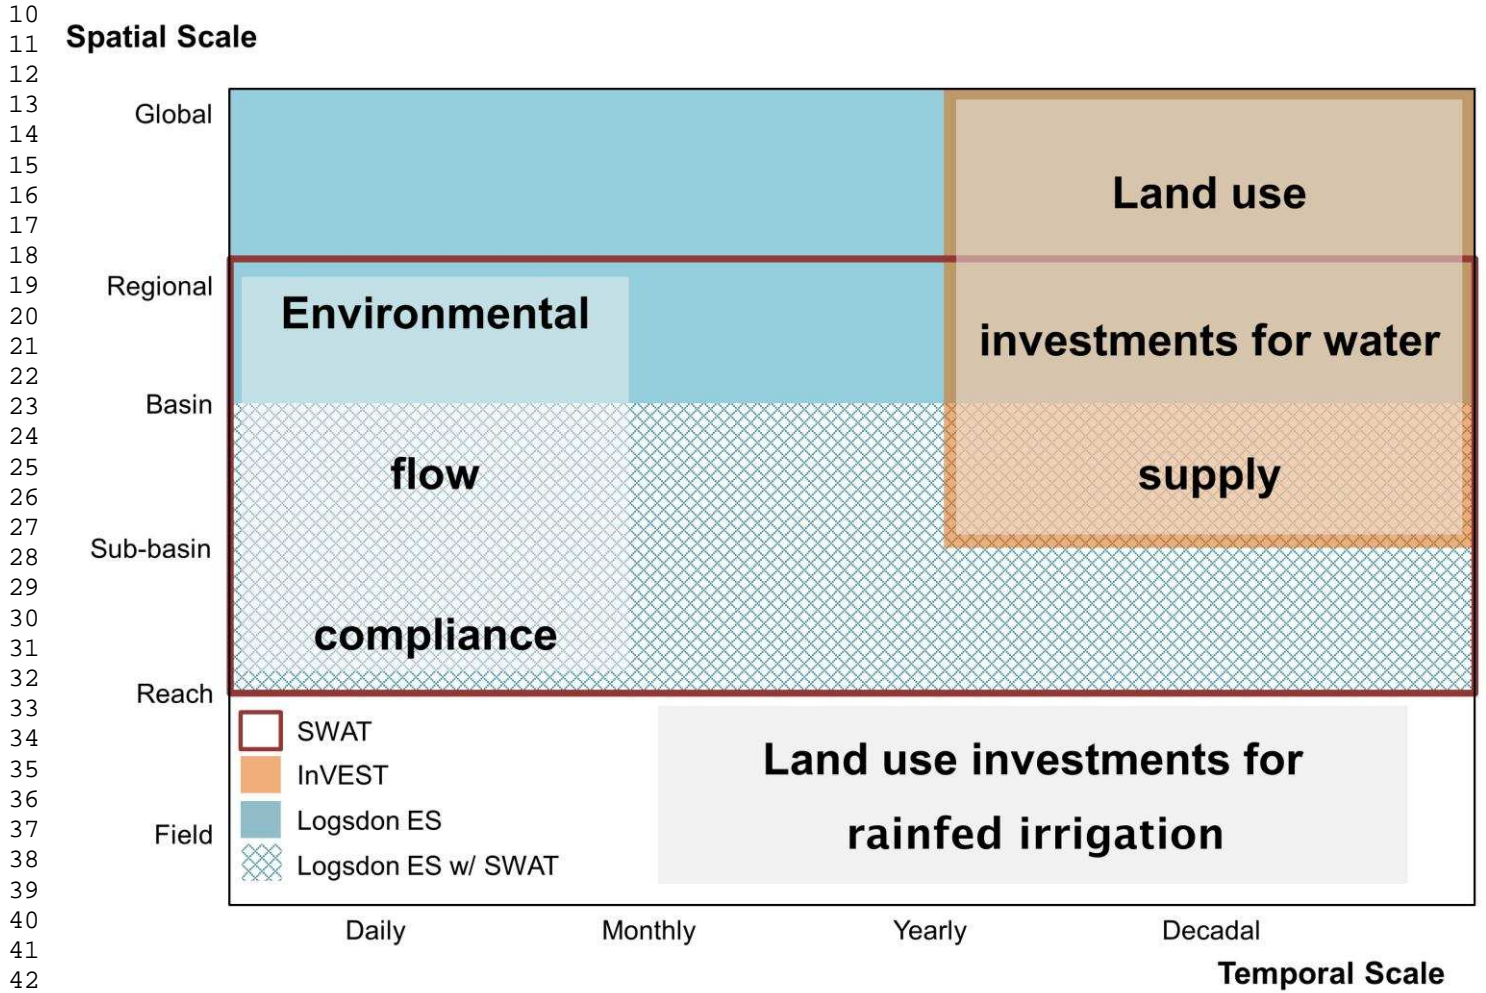 10
11 Spatial Scale
12
13 Global
14
15
16 Land use
17
18
19 Regional
20 Environmental
21 investments for water
22
23 Basin
24
25 flow supply
26
27
28 Sub-basin
29
30
31 compliance
32
33 Reach
34 SWAT Land use investments for
35 InVEST
36
37 Logsdon ES
Field rainfed irrigation
38 Logsdon ES w/ SWAT
39
40 Daily Monthly Yearly Decadal
41
42 Temporal Scale